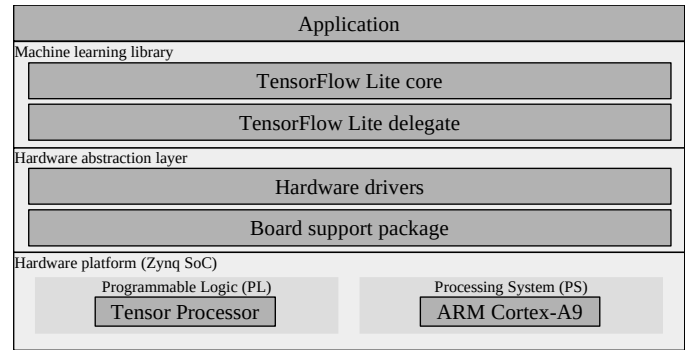 Application
Machine learning library
TensorFlow Lite core
TensorFlow Lite delegate
Hardware abstraction layer
Hardware drivers
Board support package
Hardware platform (Zynq SoC)
Programmable Logic (PL)
Tensor Processor
Processing System (PS)
ARM Cortex-A9